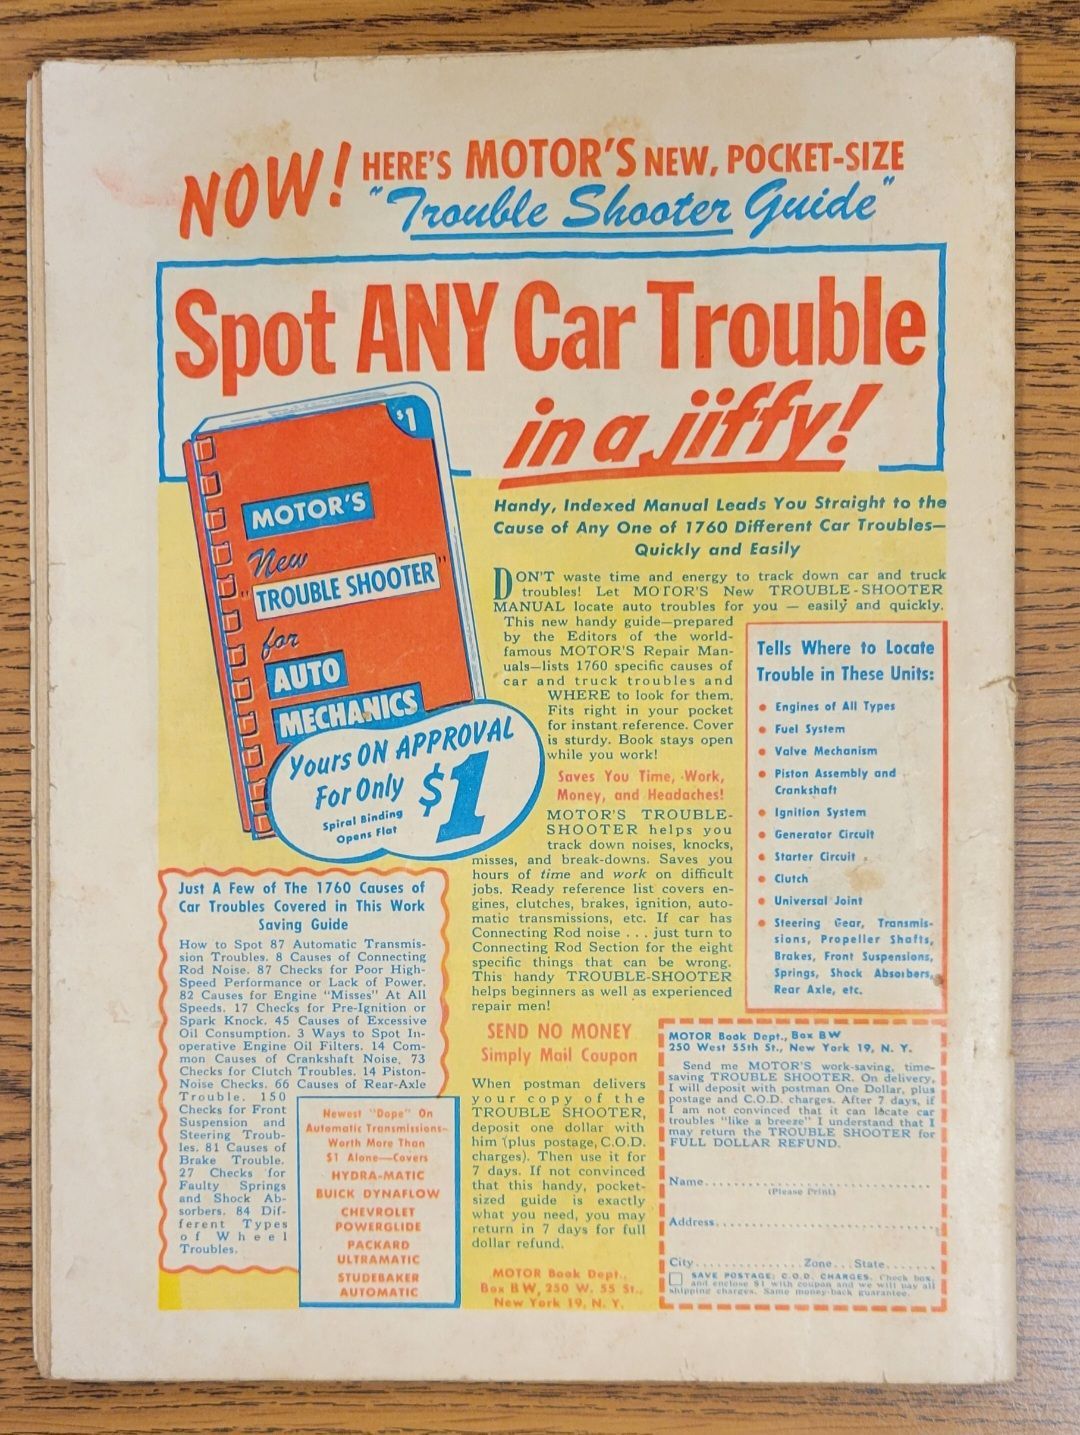 NOW! HERE'S MOTOR'S NEW, POCKET-SIZE
"Trouble Shooter Guide"
Spot ANY Car Trouble
in a jiffy!
$1
MOTOR'S
New
"TROUBLE SHOOTER"
for
AUTO
MECHANICS
Yours ON APPROVAL
For Only $1
Spiral Binding
Opens Flat
Handy, Indexed Manual Leads You Straight to the
Cause of Any One of 1760 Different Car Troubles—
Quickly and Easily
DON'T waste time and energy to track down car and truck
troubles! Let MOTOR'S New TROUBLE-SHOOTER
MANUAL locate auto troubles for you — easily and quickly.
This new handy guide—prepared
by the Editors of the world-
famous MOTOR'S Repair Man-
uals—lists 1760 specific causes of
car and truck troubles and
WHERE to look for them.
Fits right in your pocket
for instant reference. Cover
is sturdy. Book stays open
while you work!
Saves You Time, Work,
Money, and Headaches!
MOTOR'S TROUBLE-
SHOOTER helps you
track down noises, knocks,
misses, and break-downs. Saves you
hours of time and work on difficult
jobs. Ready reference list covers en-
gines, clutches, brakes, ignition, auto-
matic transmissions, etc. If car has
Connecting Rod noise . . . just turn to
Connecting Rod Section for the eight
specific things that can be wrong.
This handy TROUBLE-SHOOTER
helps beginners as well as experienced
repair men!
SEND NO MONEY
Simply Mail Coupon
When postman delivers
your copy of the
TROUBLE SHOOTER,
deposit one dollar with
him (plus postage, C.O.D.
charges). Then use it for
7 days. If not convinced
that this handy, pocket-
sized guide is exactly
what you need, you may
return in 7 days for full
dollar refund.
MOTOR Book Dept.,
Box BW, 250 W. 55 St.,
New York 19, N. Y.
Tells Where to Locate
Trouble in These Units:
• Engines of All Types
• Fuel System
• Valve Mechanism
• Piston Assembly and
Crankshaft
• Ignition System
• Generator Circuit
• Starter Circuit
• Clutch
• Universal Joint
• Steering Gear, Transmis-
sions, Propeller Shafts,
Brakes, Front Suspensions,
Springs, Shock Absorbers,
Rear Axle, etc.
Just A Few of The 1760 Causes of
Car Troubles Covered in This Work
Saving Guide
How to Spot 87 Automatic Transmis-
sion Troubles. 8 Causes of Connecting
Rod Noise. 87 Checks for Poor High-
Speed Performance or Lack of Power.
82 Causes for Engine "Misses" At All
Speeds. 17 Checks for Pre-Ignition or
Spark Knock. 45 Causes of Excessive
Oil Consumption. 3 Ways to Spot In-
operative Engine Oil Filters. 14 Com-
mon Causes of Crankshaft Noise. 73
Checks for Clutch Troubles. 14 Piston-
Noise Checks. 66 Causes of Rear-Axle
Trouble. 150
Checks for Front
Suspension and
Steering Troub-
les. 81 Causes of
Brake Trouble.
27 Checks for
Faulty Springs
and Shock Ab-
sorbers. 84 Dif-
ferent Types
of Wheel
Troubles.
Newest "Dope" On
Automatic Transmissions—
Worth More Than
$1 Alone—Covers
HYDRA-MATIC
BUICK DYNAFLOW
CHEVROLET
POWERGLIDE
PACKARD
ULTRAMATIC
STUDEBAKER
AUTOMATIC
MOTOR Book Dept., Box BW
250 West 55th St., New York 19, N. Y.
Send me MOTOR'S work-saving, time-
saving TROUBLE SHOOTER. On delivery,
I will deposit with postman One Dollar, plus
postage and C.O.D. charges. After 7 days, if
I am not convinced that it can locate car
troubles "like a breeze" I understand that I
may return the TROUBLE SHOOTER for
FULL DOLLAR REFUND.
Name..............................
(Please Print)
Address..............................
City...............Zone...State.......
SAVE POSTAGE; C.O.D. CHARGES. Check box,
and enclose $1 with coupon and we will pay all
shipping charges. Same money-back guarantee.